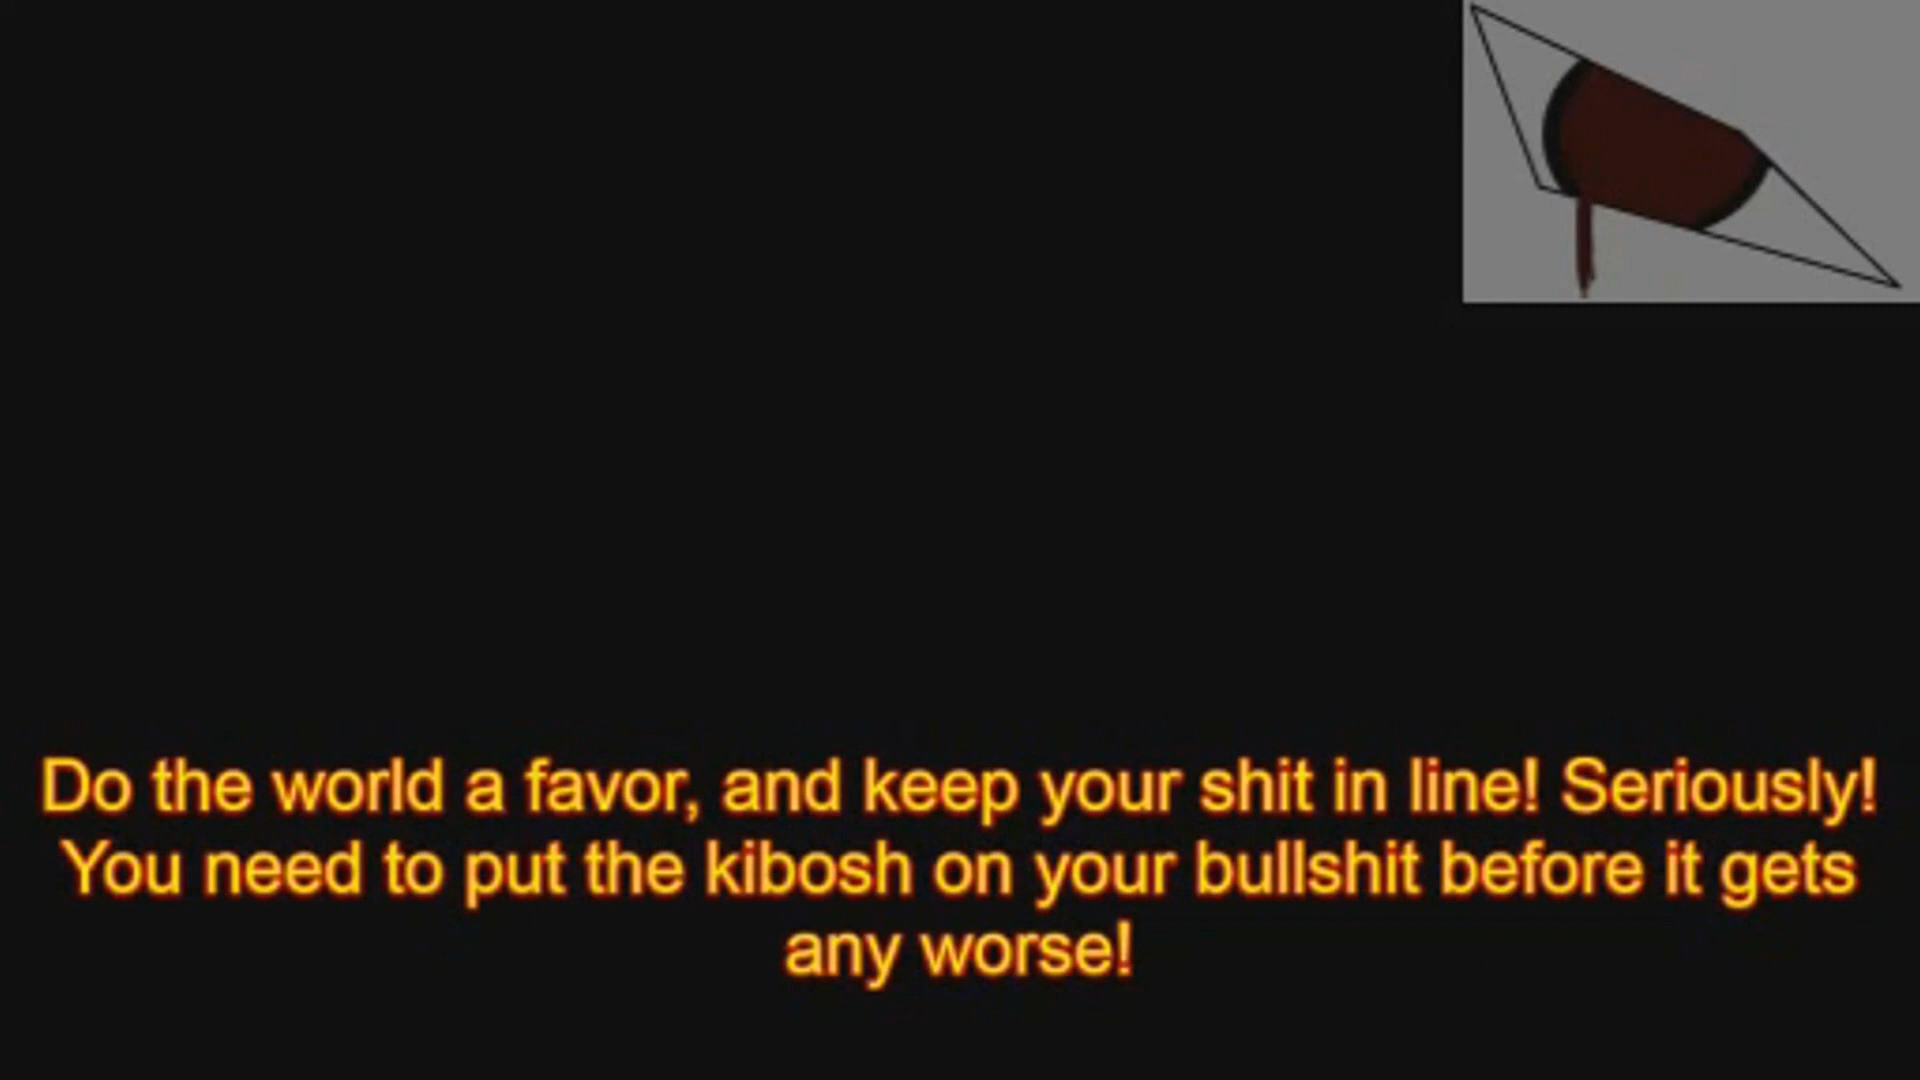 Do the world a favor, and keep your shit in line! Seriously!
You need to put the kibosh on your bullshit before it gets
any worse!